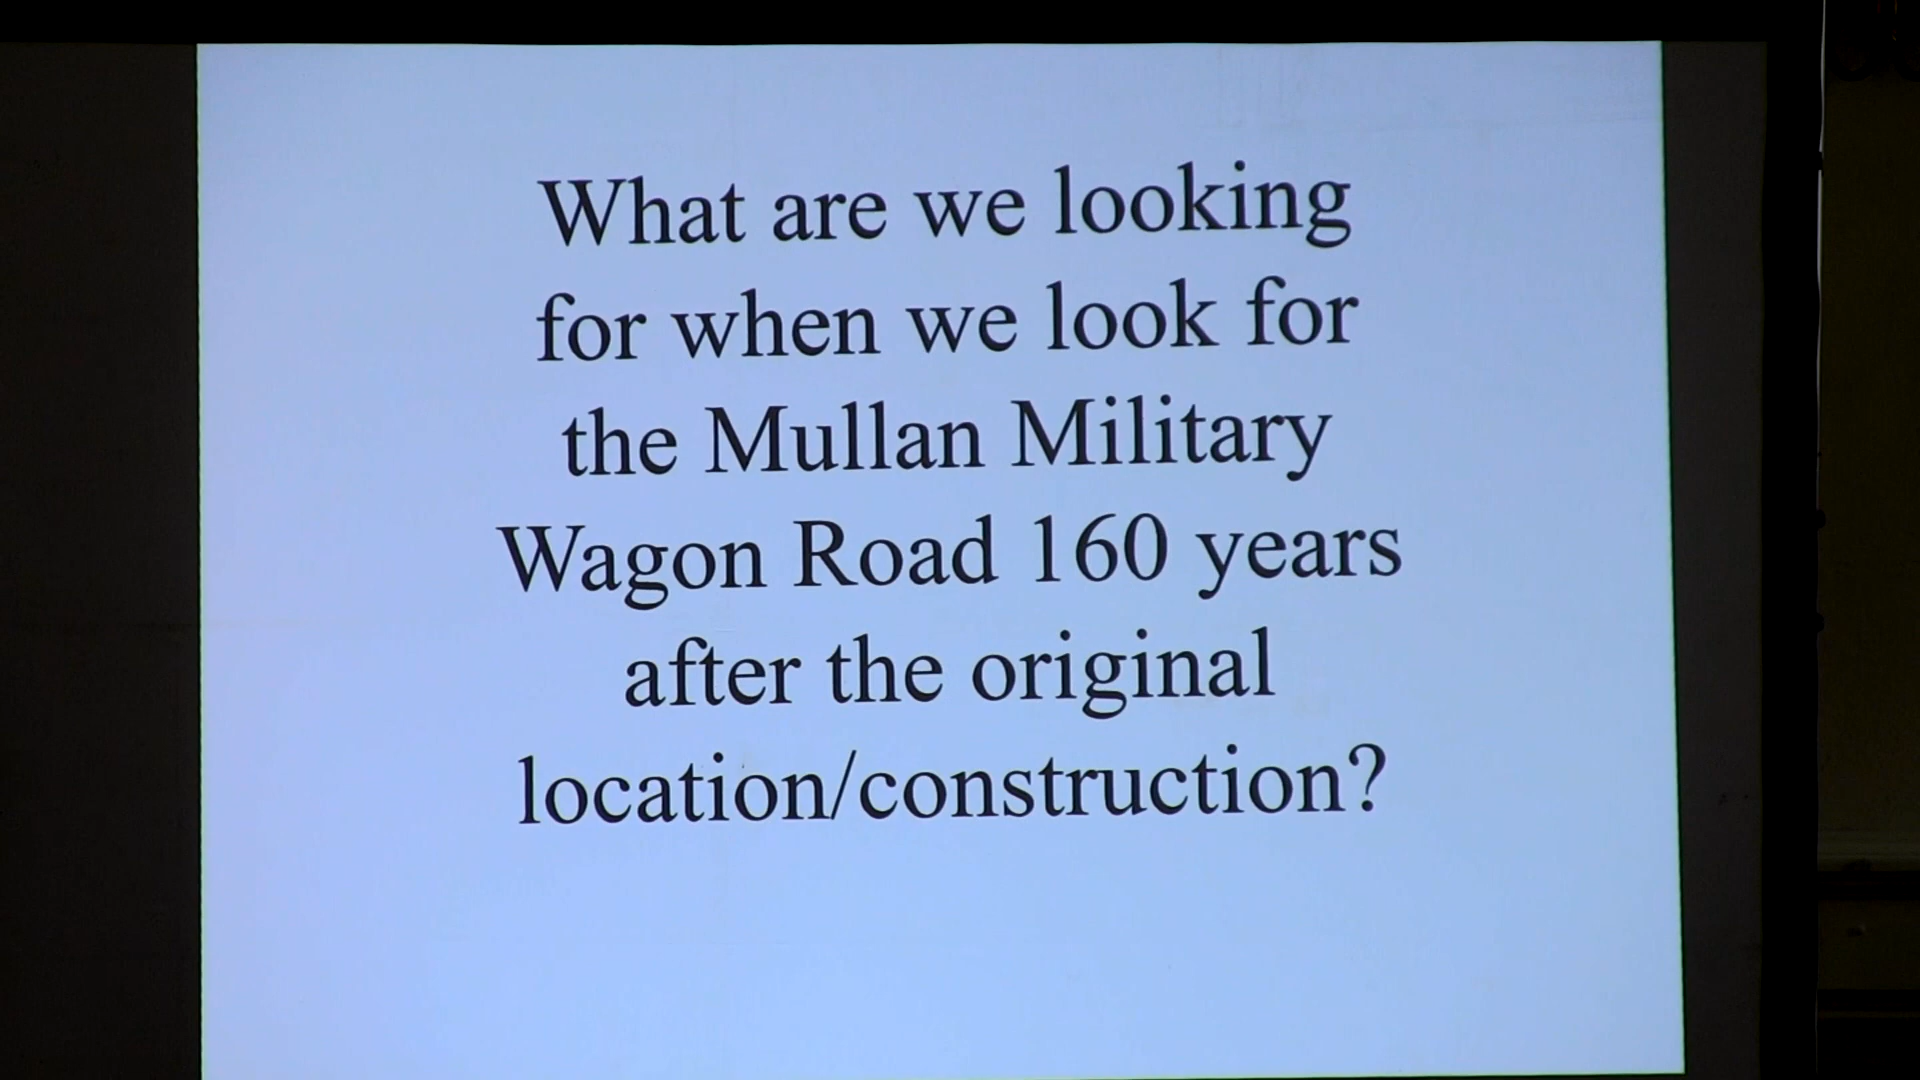 What are we looking
for when we look for
the Mullan Military
Wagon Road 160 years
after the original
location/construction?